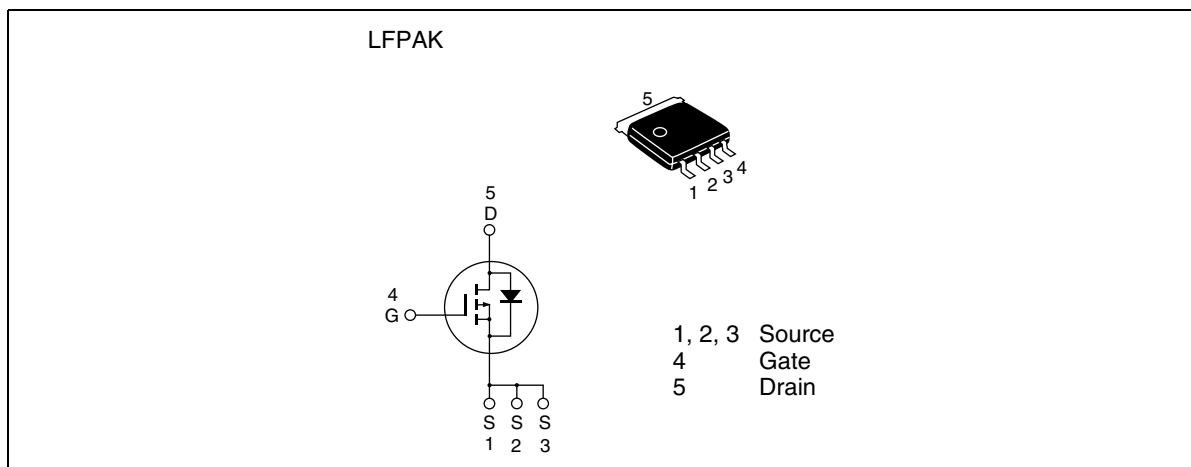 LFPAK
5
1 2 3 4
5
D
4
G
S S S
1 2 3
1, 2, 3 Source
4 Gate
5 Drain